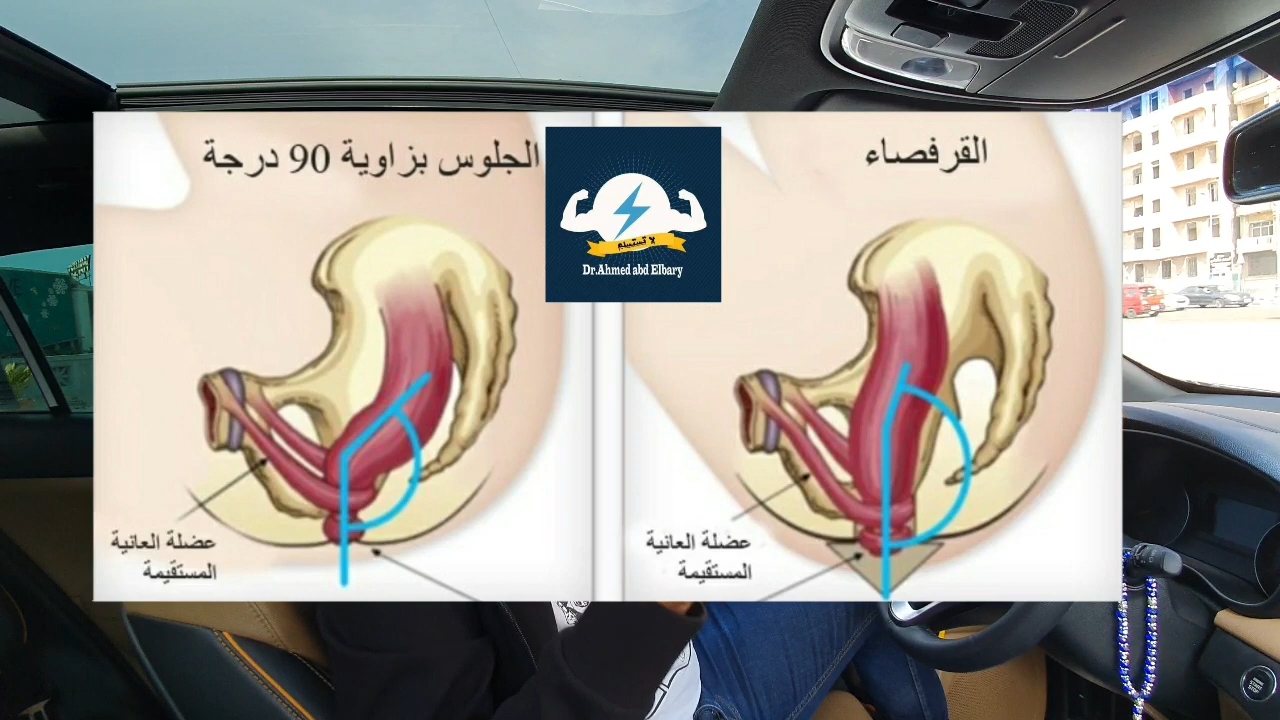 القرفصاء
الجلوس بزاوية 90 درجة
لا تستسلم
Dr.Ahmed abd Elbary
عضلة العانية
المستقيمة
عضلة العانية
المستقيمة